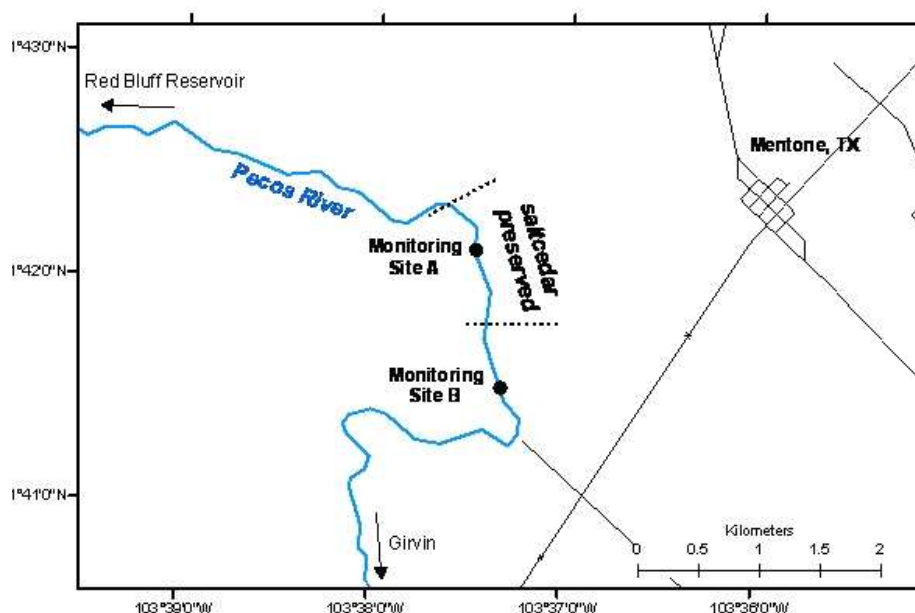 1°43'0"N
Red Bluff Reservoir
Mentone, TX
Pecos River
saltcedar
preserved
Monitoring
Site A
1°42'0"N
Monitoring
Site B
1°41'0"N
Girvin
Kilometers
0 0.5 1 1.5 2
103°39'0"W 103°38'0"W 103°37'0"W 103°36'0"W